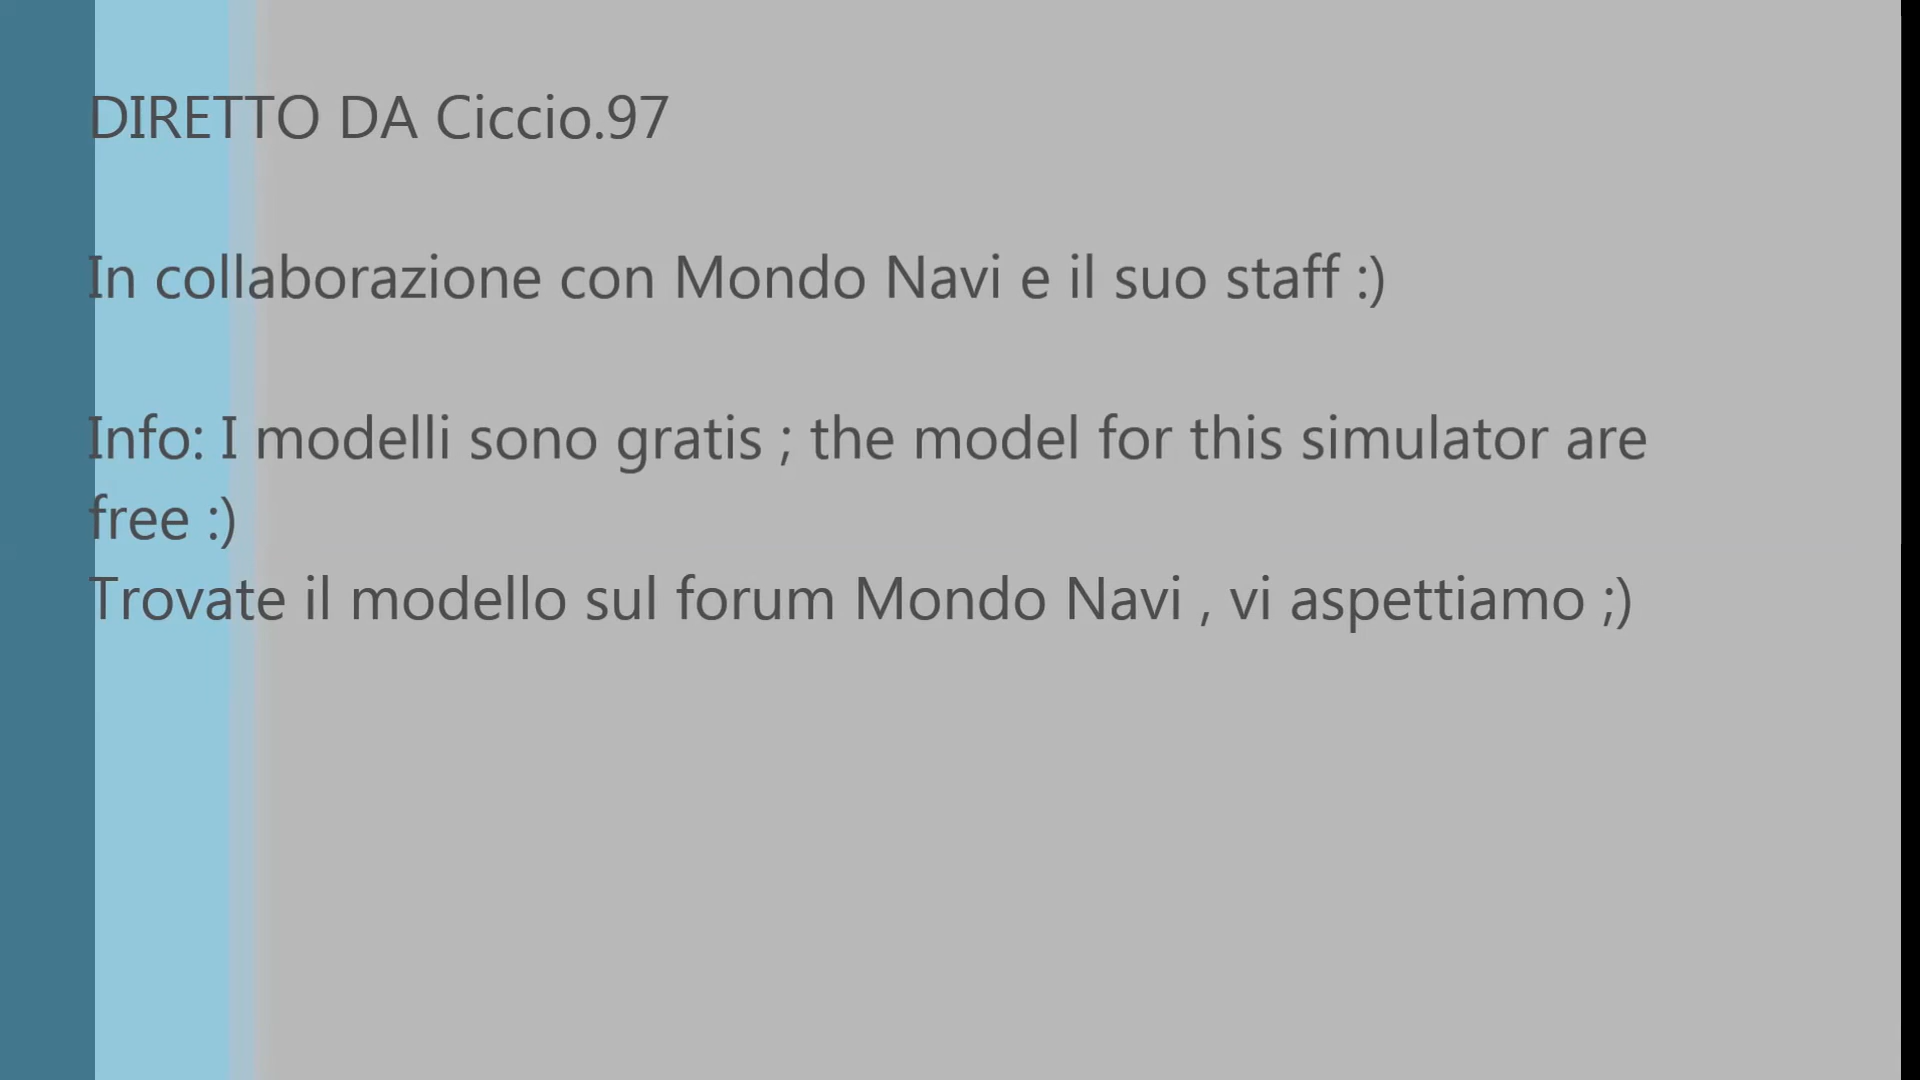 DIRETTO DA Ciccio.97
In collaborazione con Mondo Navi e il suo staff :)
Info: I modelli sono gratis ; the model for this simulator are
free :)
Trovate il modello sul forum Mondo Navi , vi aspettiamo ;)